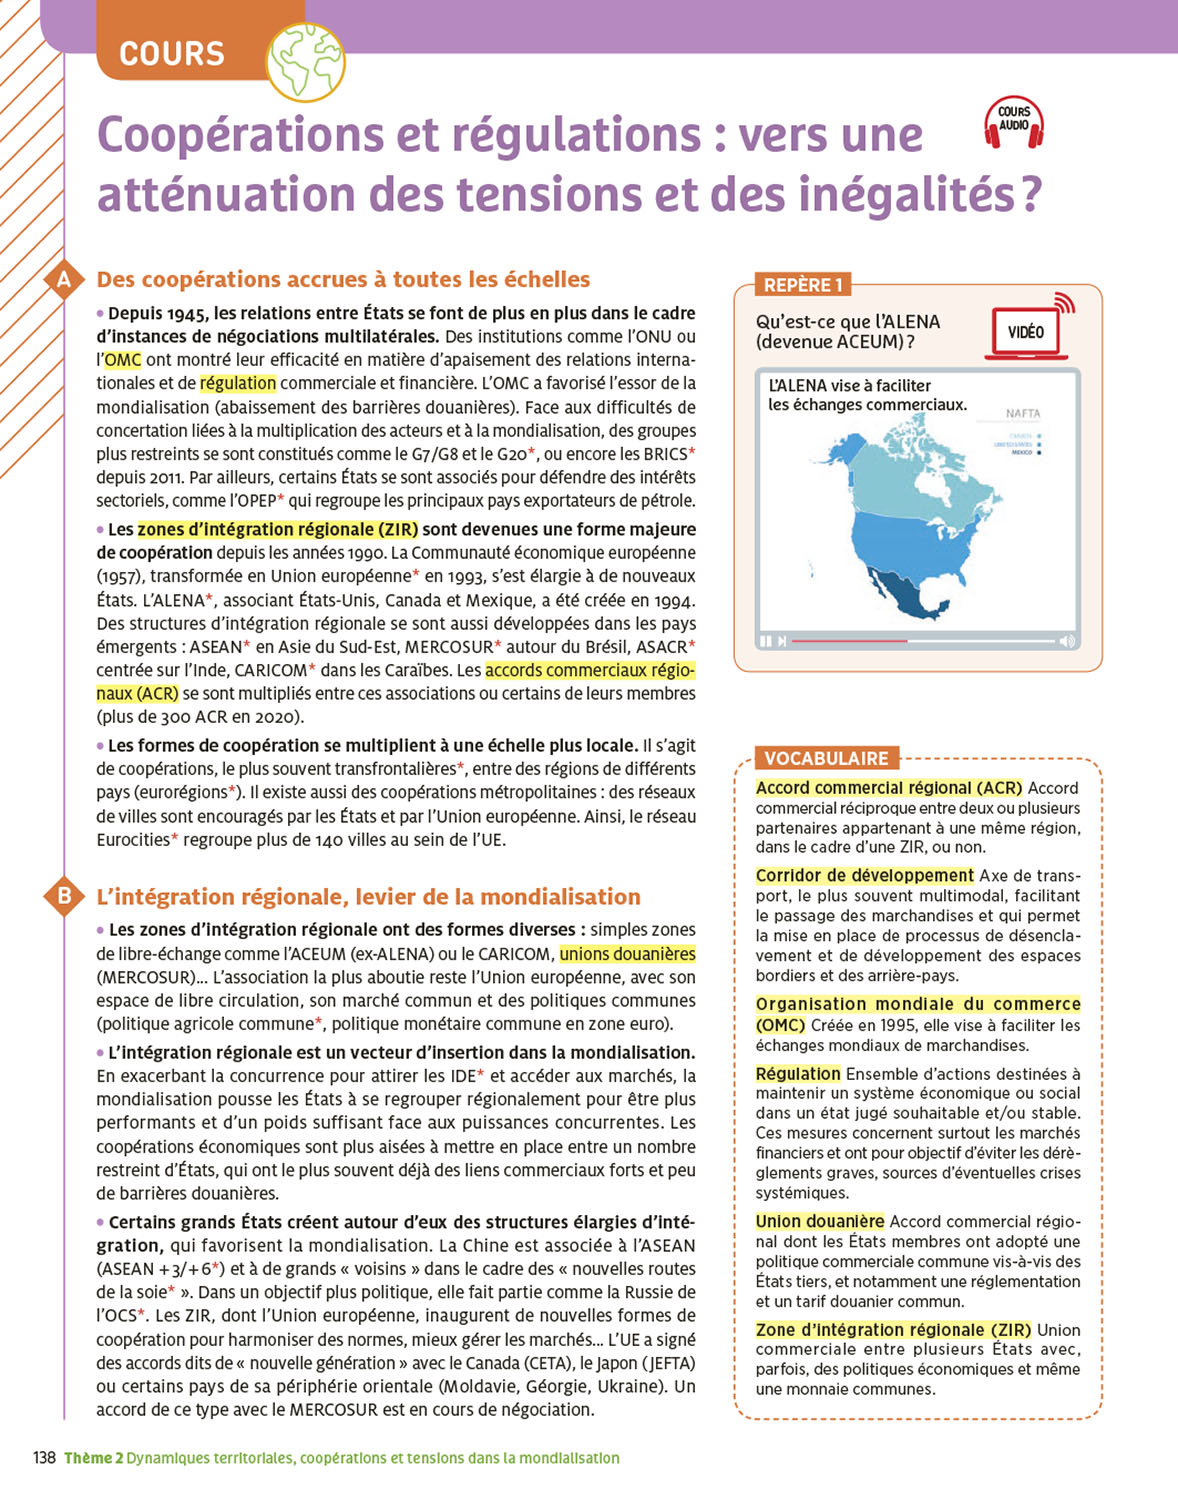 COURS
Coopérations et régulations : vers une
atténuation des tensions et des inégalités ?
COURS
AUDIO
A Des coopérations accrues à toutes les échelles
• Depuis 1945, les relations entre États se font de plus en plus dans le cadre
d'instances de négociations multilatérales. Des institutions comme l'ONU ou
l'OMC ont montré leur efficacité en matière d'apaisement des relations interna-
tionales et de régulation commerciale et financière. L'OMC a favorisé l'essor de la
mondialisation (abaissement des barrières douanières). Face aux difficultés de
concertation liées à la multiplication des acteurs et à la mondialisation, des groupes
plus restreints se sont constitués comme le G7/G8 et le G20*, ou encore les BRICS*
depuis 2011. Par ailleurs, certains États se sont associés pour défendre des intérêts
sectoriels, comme l'OPEP* qui regroupe les principaux pays exportateurs de pétrole.
• Les zones d'intégration régionale (ZIR) sont devenues une forme majeure
de coopération depuis les années 1990. La Communauté économique européenne
(1957), transformée en Union européenne* en 1993, s'est élargie à de nouveaux
États. L'ALENA*, associant États-Unis, Canada et Mexique, a été créée en 1994.
Des structures d'intégration régionale se sont aussi développées dans les pays
émergents : ASEAN* en Asie du Sud-Est, MERCOSUR* autour du Brésil, ASACR*
centrée sur l'Inde, CARICOM* dans les Caraïbes. Les accords commerciaux régio-
naux (ACR) se sont multipliés entre ces associations ou certains de leurs membres
(plus de 300 ACR en 2020).
• Les formes de coopération se multiplient à une échelle plus locale. Il s'agit
de coopérations, le plus souvent transfrontalières*, entre des régions de différents
pays (eurorégions*). Il existe aussi des coopérations métropolitaines : des réseaux
de villes sont encouragés par les États et par l'Union européenne. Ainsi, le réseau
Eurocities* regroupe plus de 140 villes au sein de l'UE.
B L'intégration régionale, levier de la mondialisation
• Les zones d'intégration régionale ont des formes diverses : simples zones
de libre-échange comme l'ACEUM (ex-ALENA) ou le CARICOM, unions douanières
(MERCOSUR)... L'association la plus aboutie reste l'Union européenne, avec son
espace de libre circulation, son marché commun et des politiques communes
(politique agricole commune*, politique monétaire commune en zone euro).
• L'intégration régionale est un vecteur d'insertion dans la mondialisation.
En exacerbant la concurrence pour attirer les IDE* et accéder aux marchés, la
mondialisation pousse les États à se regrouper régionalement pour être plus
performants et d'un poids suffisant face aux puissances concurrentes. Les
coopérations économiques sont plus aisées à mettre en place entre un nombre
restreint d'États, qui ont le plus souvent déjà des liens commerciaux forts et peu
de barrières douanières.
• Certains grands États créent autour d'eux des structures élargies d'inté-
gration, qui favorisent la mondialisation. La Chine est associée à l'ASEAN
(ASEAN +3/+6*) et à de grands « voisins » dans le cadre des « nouvelles routes
de la soie* ». Dans un objectif plus politique, elle fait partie comme la Russie de
l'OCS*. Les ZIR, dont l'Union européenne, inaugurent de nouvelles formes de
coopération pour harmoniser des normes, mieux gérer les marchés... L'UE a signé
des accords dits de « nouvelle génération » avec le Canada (CETA), le Japon (JEFTA)
ou certains pays de sa périphérie orientale (Moldavie, Géorgie, Ukraine). Un
accord de ce type avec le MERCOSUR est en cours de négociation.
REPÈRE 1
Qu'est-ce que l'ALENA
(devenue ACEUM) ?
VIDÉO
L'ALENA vise à faciliter
les échanges commerciaux.
NAFTA
CANADA
UNITED STATES
MEXICO
VOCABULAIRE
Accord commercial régional (ACR) Accord
commercial réciproque entre deux ou plusieurs
partenaires appartenant à une même région,
dans le cadre d'une ZIR, ou non.
Corridor de développement Axe de trans-
port, le plus souvent multimodal, facilitant
le passage des marchandises et qui permet
la mise en place de processus de désencla-
vement et de développement des espaces
bordiers et des arrière-pays.
Organisation mondiale du commerce
(OMC) Créée en 1995, elle vise à faciliter les
échanges mondiaux de marchandises.
Régulation Ensemble d'actions destinées à
maintenir un système économique ou social
dans un état jugé souhaitable et/ou stable.
Ces mesures concernent surtout les marchés
financiers et ont pour objectif d'éviter les dérè-
glements graves, sources d'éventuelles crises
systémiques.
Union douanière Accord commercial régio-
nal dont les États membres ont adopté une
politique commerciale commune vis-à-vis des
États tiers, et notamment une réglementation
et un tarif douanier commun.
Zone d'intégration régionale (ZIR) Union
commerciale entre plusieurs États avec,
parfois, des politiques économiques et même
une monnaie communes.
138 Thème 2 Dynamiques territoriales, coopérations et tensions dans la mondialisation